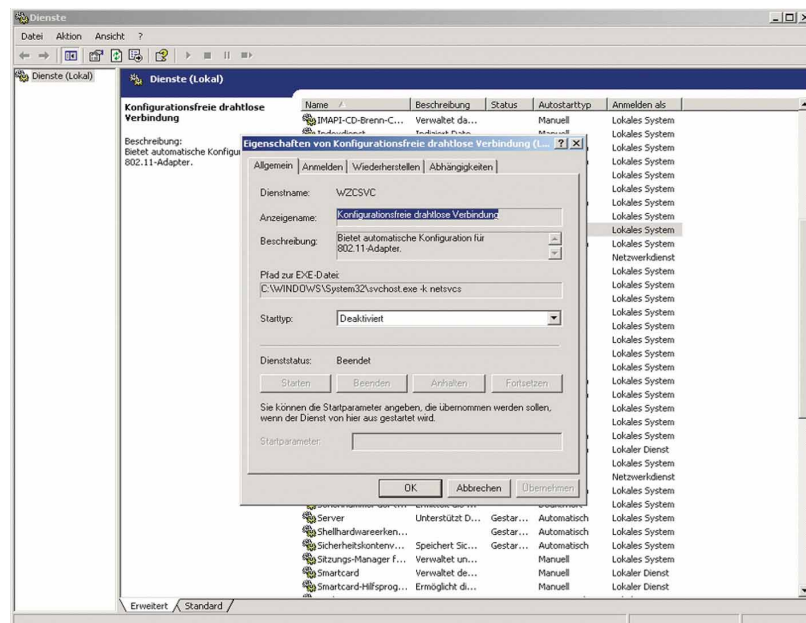 Dienste
Datei Aktion Ansicht ?
Dienste (Lokal)
Dienste (Lokal)
Konfigurationsfreie drahtlose
Verbindung
Beschreibung:
Bietet automatische Konfigu
802.11-Adapter.
Name Beschreibung Status Autostarttyp Anmelden als
IMAPI-CD-Brenn-C... Verwaltet da... Manuell Lokales System
Indexdienst Indiziert Date Manuell Lokales System
Lokales System
Lokales System
Lokales System
Lokales System
Lokales System
Lokales System
Lokales System
Lokales System
Netzwerkdienst
Lokales System
Lokales System
Lokales System
Lokales System
Lokales System
Lokales System
Lokales System
Lokales System
Lokales System
Lokales System
Lokales System
Lokales System
Lokaler Dienst
Lokales System
Netzwerkdienst
Lokales System
Lokales System
Server Unterstützt D... Gestar... Automatisch Lokales System
Shellhardwareerken... Gestar... Automatisch Lokales System
Sicherheitskontenv... Speichert Sic... Gestar... Automatisch Lokales System
Sitzungs-Manager f... Verwaltet un... Manuell Lokales System
Smartcard Verwaltet de... Manuell Lokaler Dienst
Smartcard-Hilfsprog... Ermöglicht di... Manuell Lokaler Dienst
Erweitert Standard
Eigenschaften von Konfigurationsfreie drahtlose Verbindung (L...
Allgemein Anmelden Wiederherstellen Abhängigkeiten
Dienstname: WZCSVC
Anzeigename: Konfigurationsfreie drahtlose Verbindung
Beschreibung: Bietet automatische Konfiguration für
802.11-Adapter.
Pfad zur EXE-Datei:
C:\WINDOWS\System32\svchost.exe -k netsvcs
Starttyp: Deaktiviert
Dienststatus: Beendet
Starten Beenden Anhalten Fortsetzen
Sie können die Startparameter angeben, die übernommen werden sollen,
wenn der Dienst von hier aus gestartet wird.
Startparameter:
OK Abbrechen Übernehmen